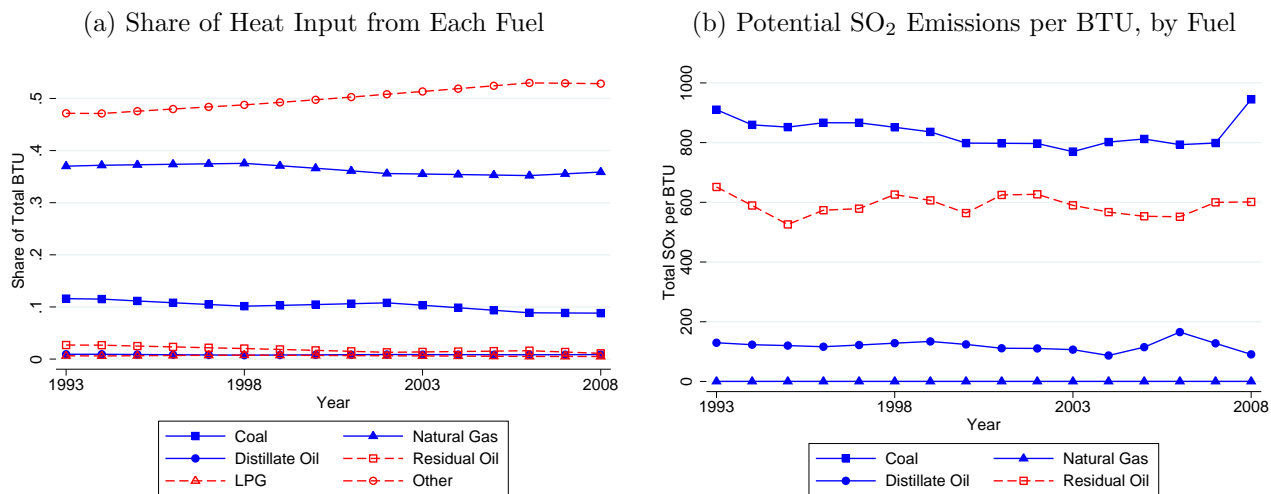 (a) Share of Heat Input from Each Fuel
Share of Total BTU
.5
.4
.3
.2
.1
0
1993 1998 2003 2008
Year
Coal Natural Gas
Distillate Oil Residual Oil
LPG Other
(b) Potential SO₂ Emissions per BTU, by Fuel
Total SOx per BTU
1000
800
600
400
200
0
1993 1998 2003 2008
Year
Coal Natural Gas
Distillate Oil Residual Oil